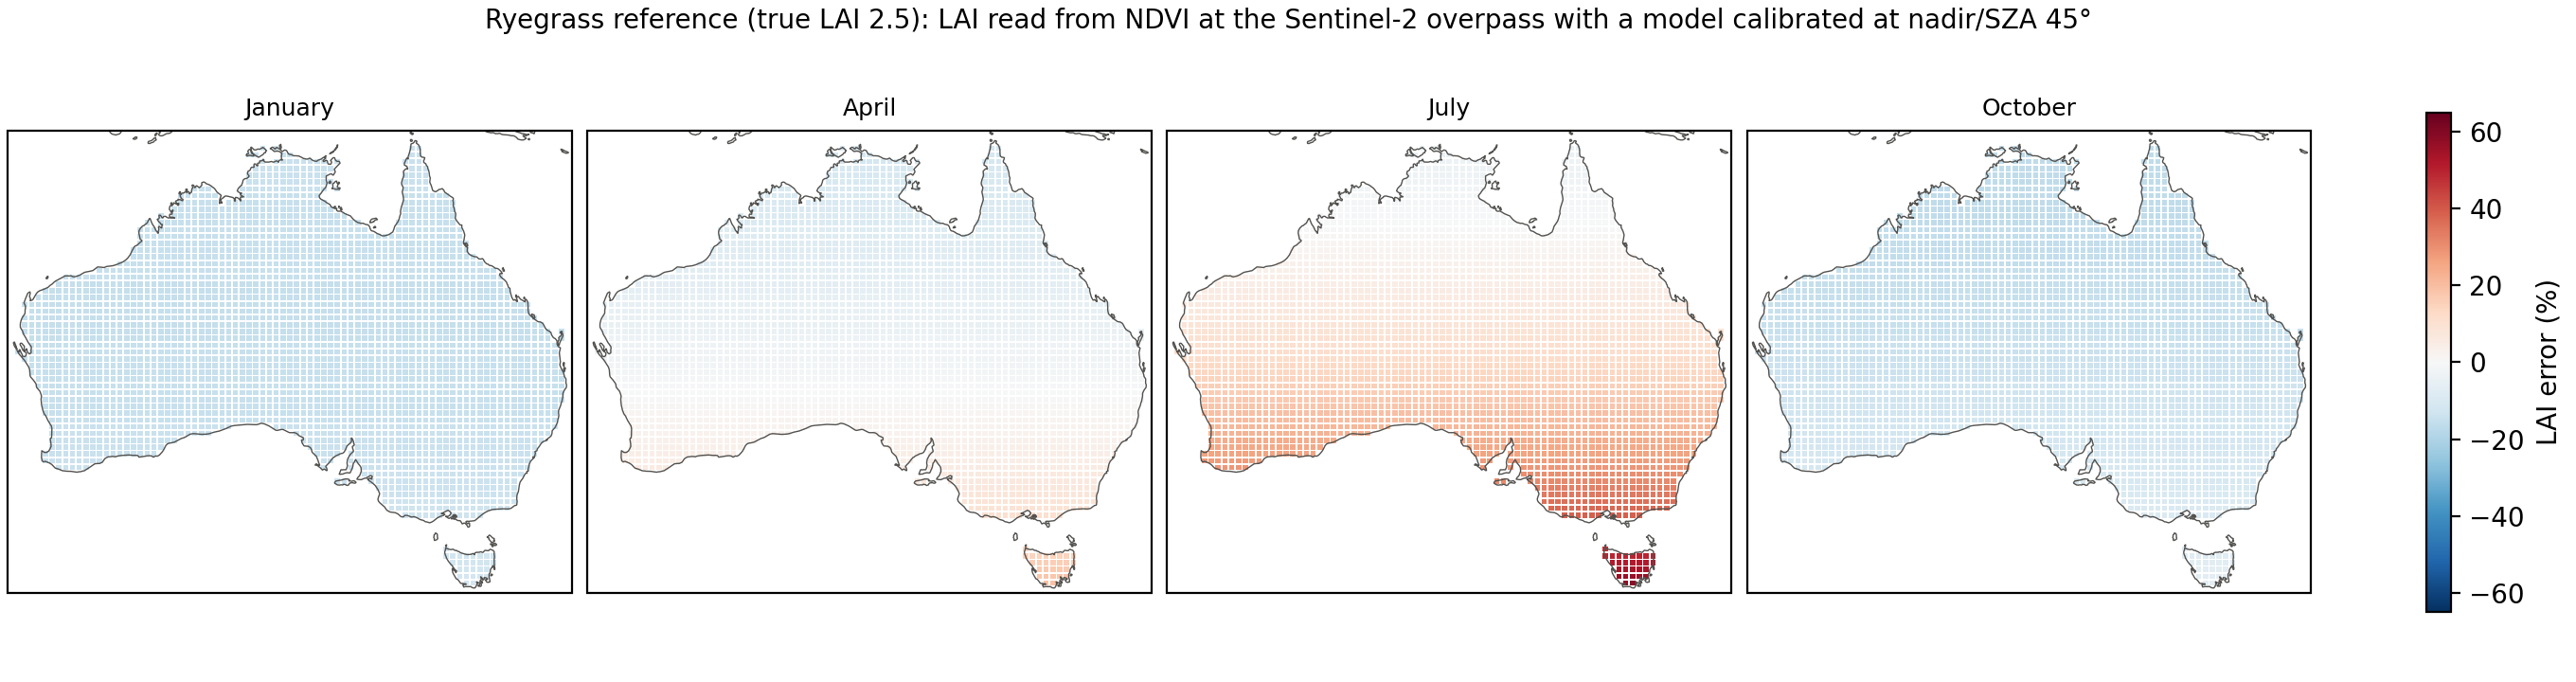 Ryegrass reference (true LAI 2.5): LAI read from NDVI at the Sentinel-2 overpass with a model calibrated at nadir/SZA 45°
January
April
July
October
60
40
20
0
−20
−40
−60
LAI error (%)